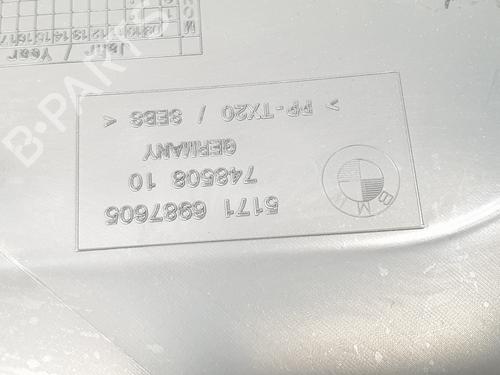 BMW
5171 6987605
748508 10
GERMANY
> PP-TX20 / SEBS <
Jahr / Year
B-PARTS